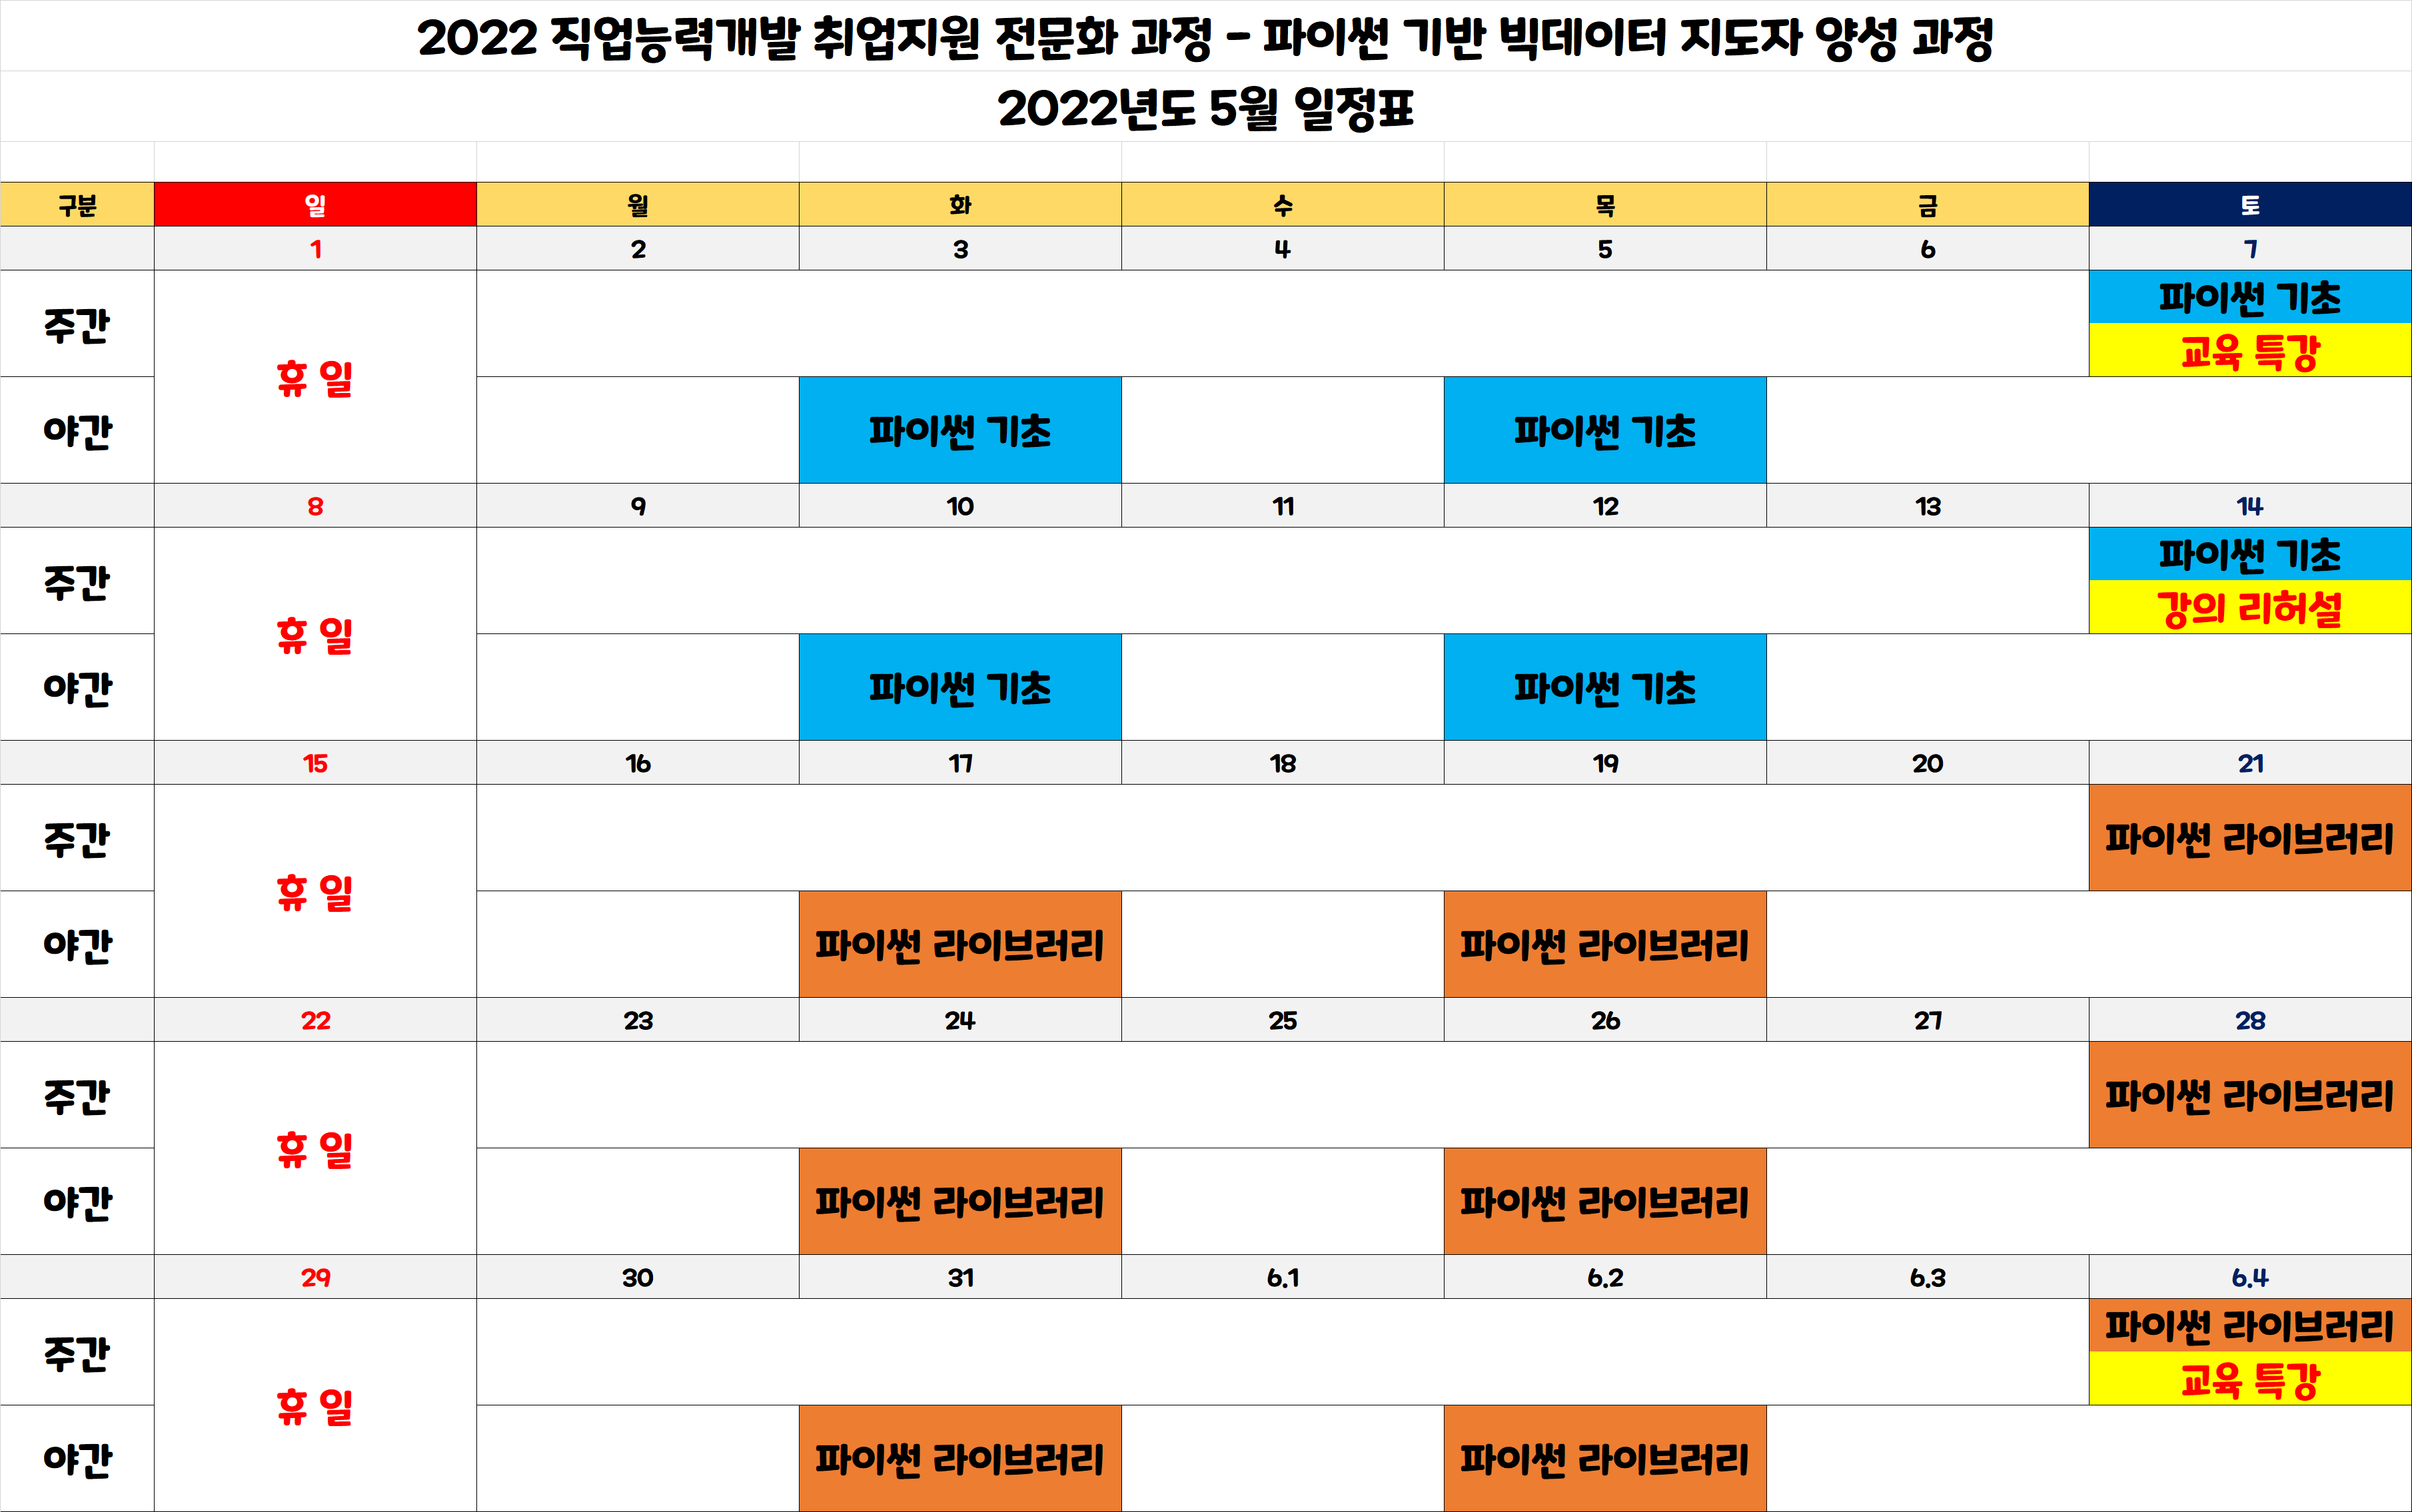 2022 직업능력개발 취업지원 전문화 과정 - 파이썬 기반 빅데이터 지도자 양성 과정
2022년도 5월 일정표
구분 일 월 화 수 목 금 토
1 2 3 4 5 6 7
주간
휴 일
파이썬 기초
교육 특강
야간
파이썬 기초
파이썬 기초
8 9 10 11 12 13 14
주간
휴 일
파이썬 기초
강의 리허설
야간
파이썬 기초
파이썬 기초
15 16 17 18 19 20 21
주간
휴 일
파이썬 라이브러리
야간
파이썬 라이브러리
파이썬 라이브러리
22 23 24 25 26 27 28
주간
휴 일
파이썬 라이브러리
야간
파이썬 라이브러리
파이썬 라이브러리
29 30 31 6.1 6.2 6.3 6.4
주간
휴 일
파이썬 라이브러리
교육 특강
야간
파이썬 라이브러리
파이썬 라이브러리